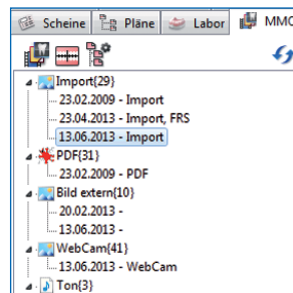 Scheine Pläne Labor MMO
Import{29}
23.02.2009 - Import
23.04.2013 - Import, FRS
13.06.2013 - Import
PDF{31}
23.02.2009 - PDF
Bild extern{10}
20.02.2013 -
13.06.2013 -
WebCam{41}
13.06.2013 - WebCam
Ton{3}